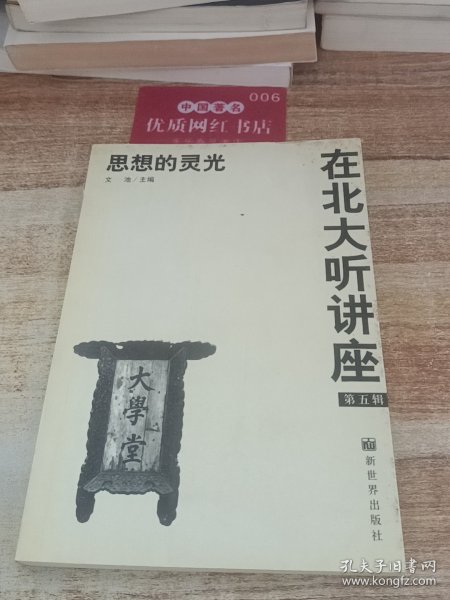 006
中国著名
优质网红书店
思想的灵光
文 池/主编
在北大听讲座
第五辑
大學堂
新世界出版社
孔夫子旧书网
www.kongfz.com